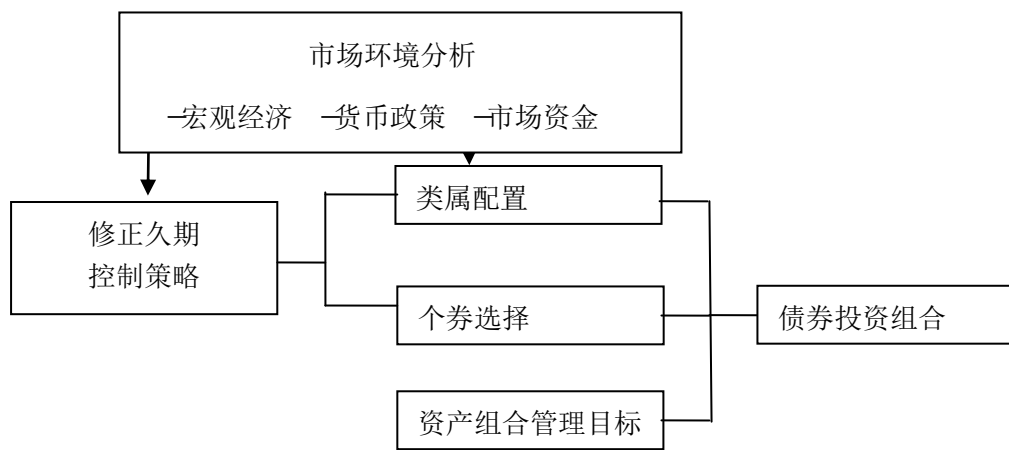 市场环境分析
–宏观经济 –货币政策 –市场资金
类属配置
修正久期
控制策略
个券选择
债券投资组合
资产组合管理目标